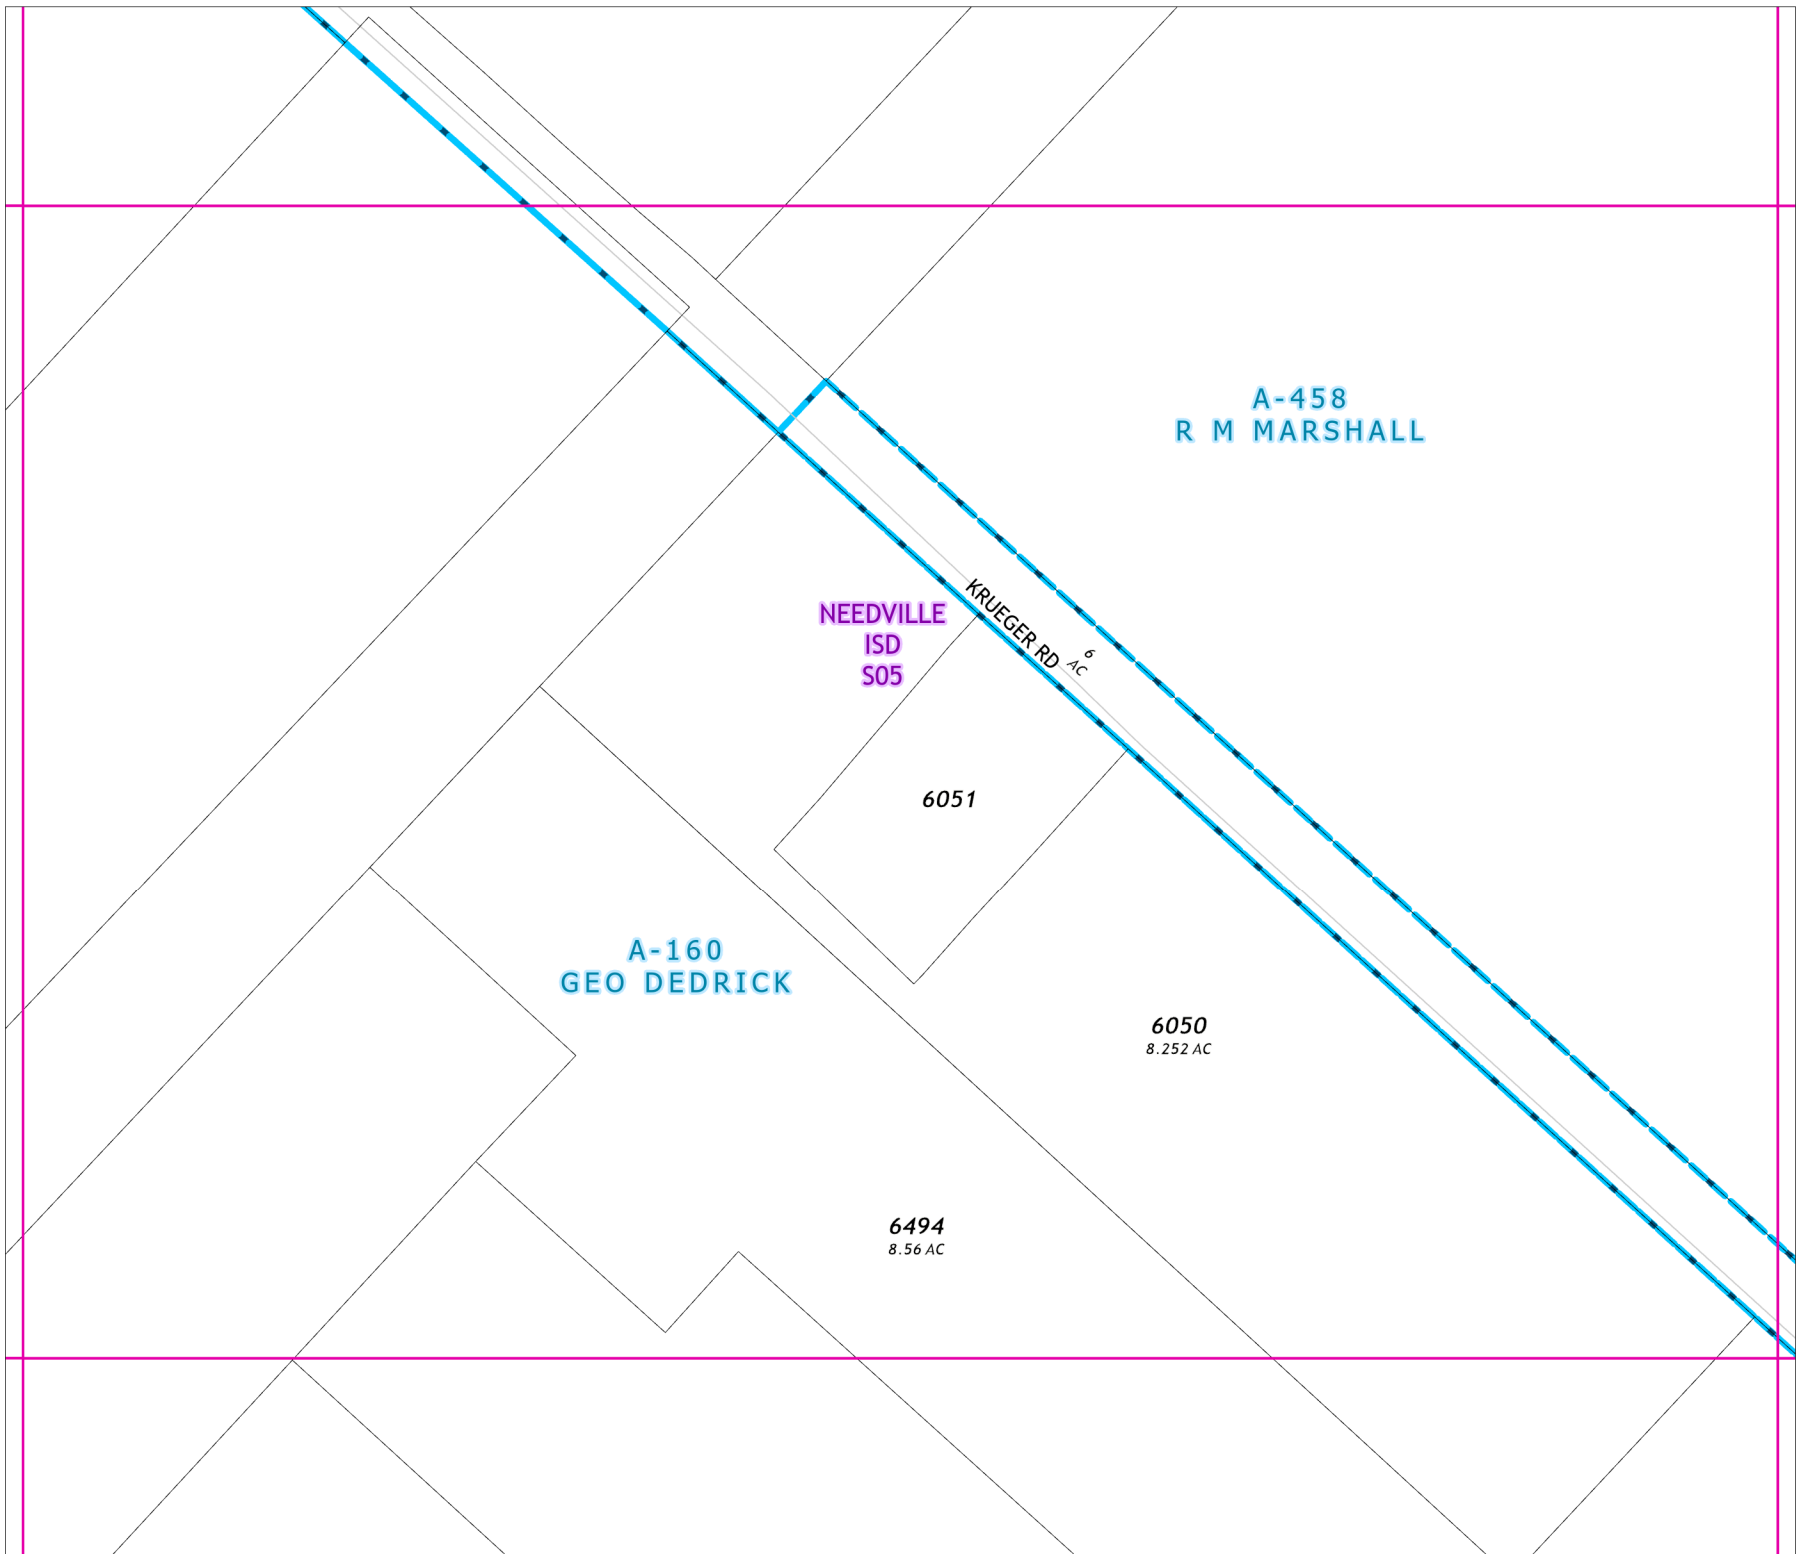 A-458
R M MARSHALL
KRUEGER RD
6
AC
NEEDVILLE
ISD
S05
6051
A-160
GEO DEDRICK
6050
8.252 AC
6494
8.56 AC